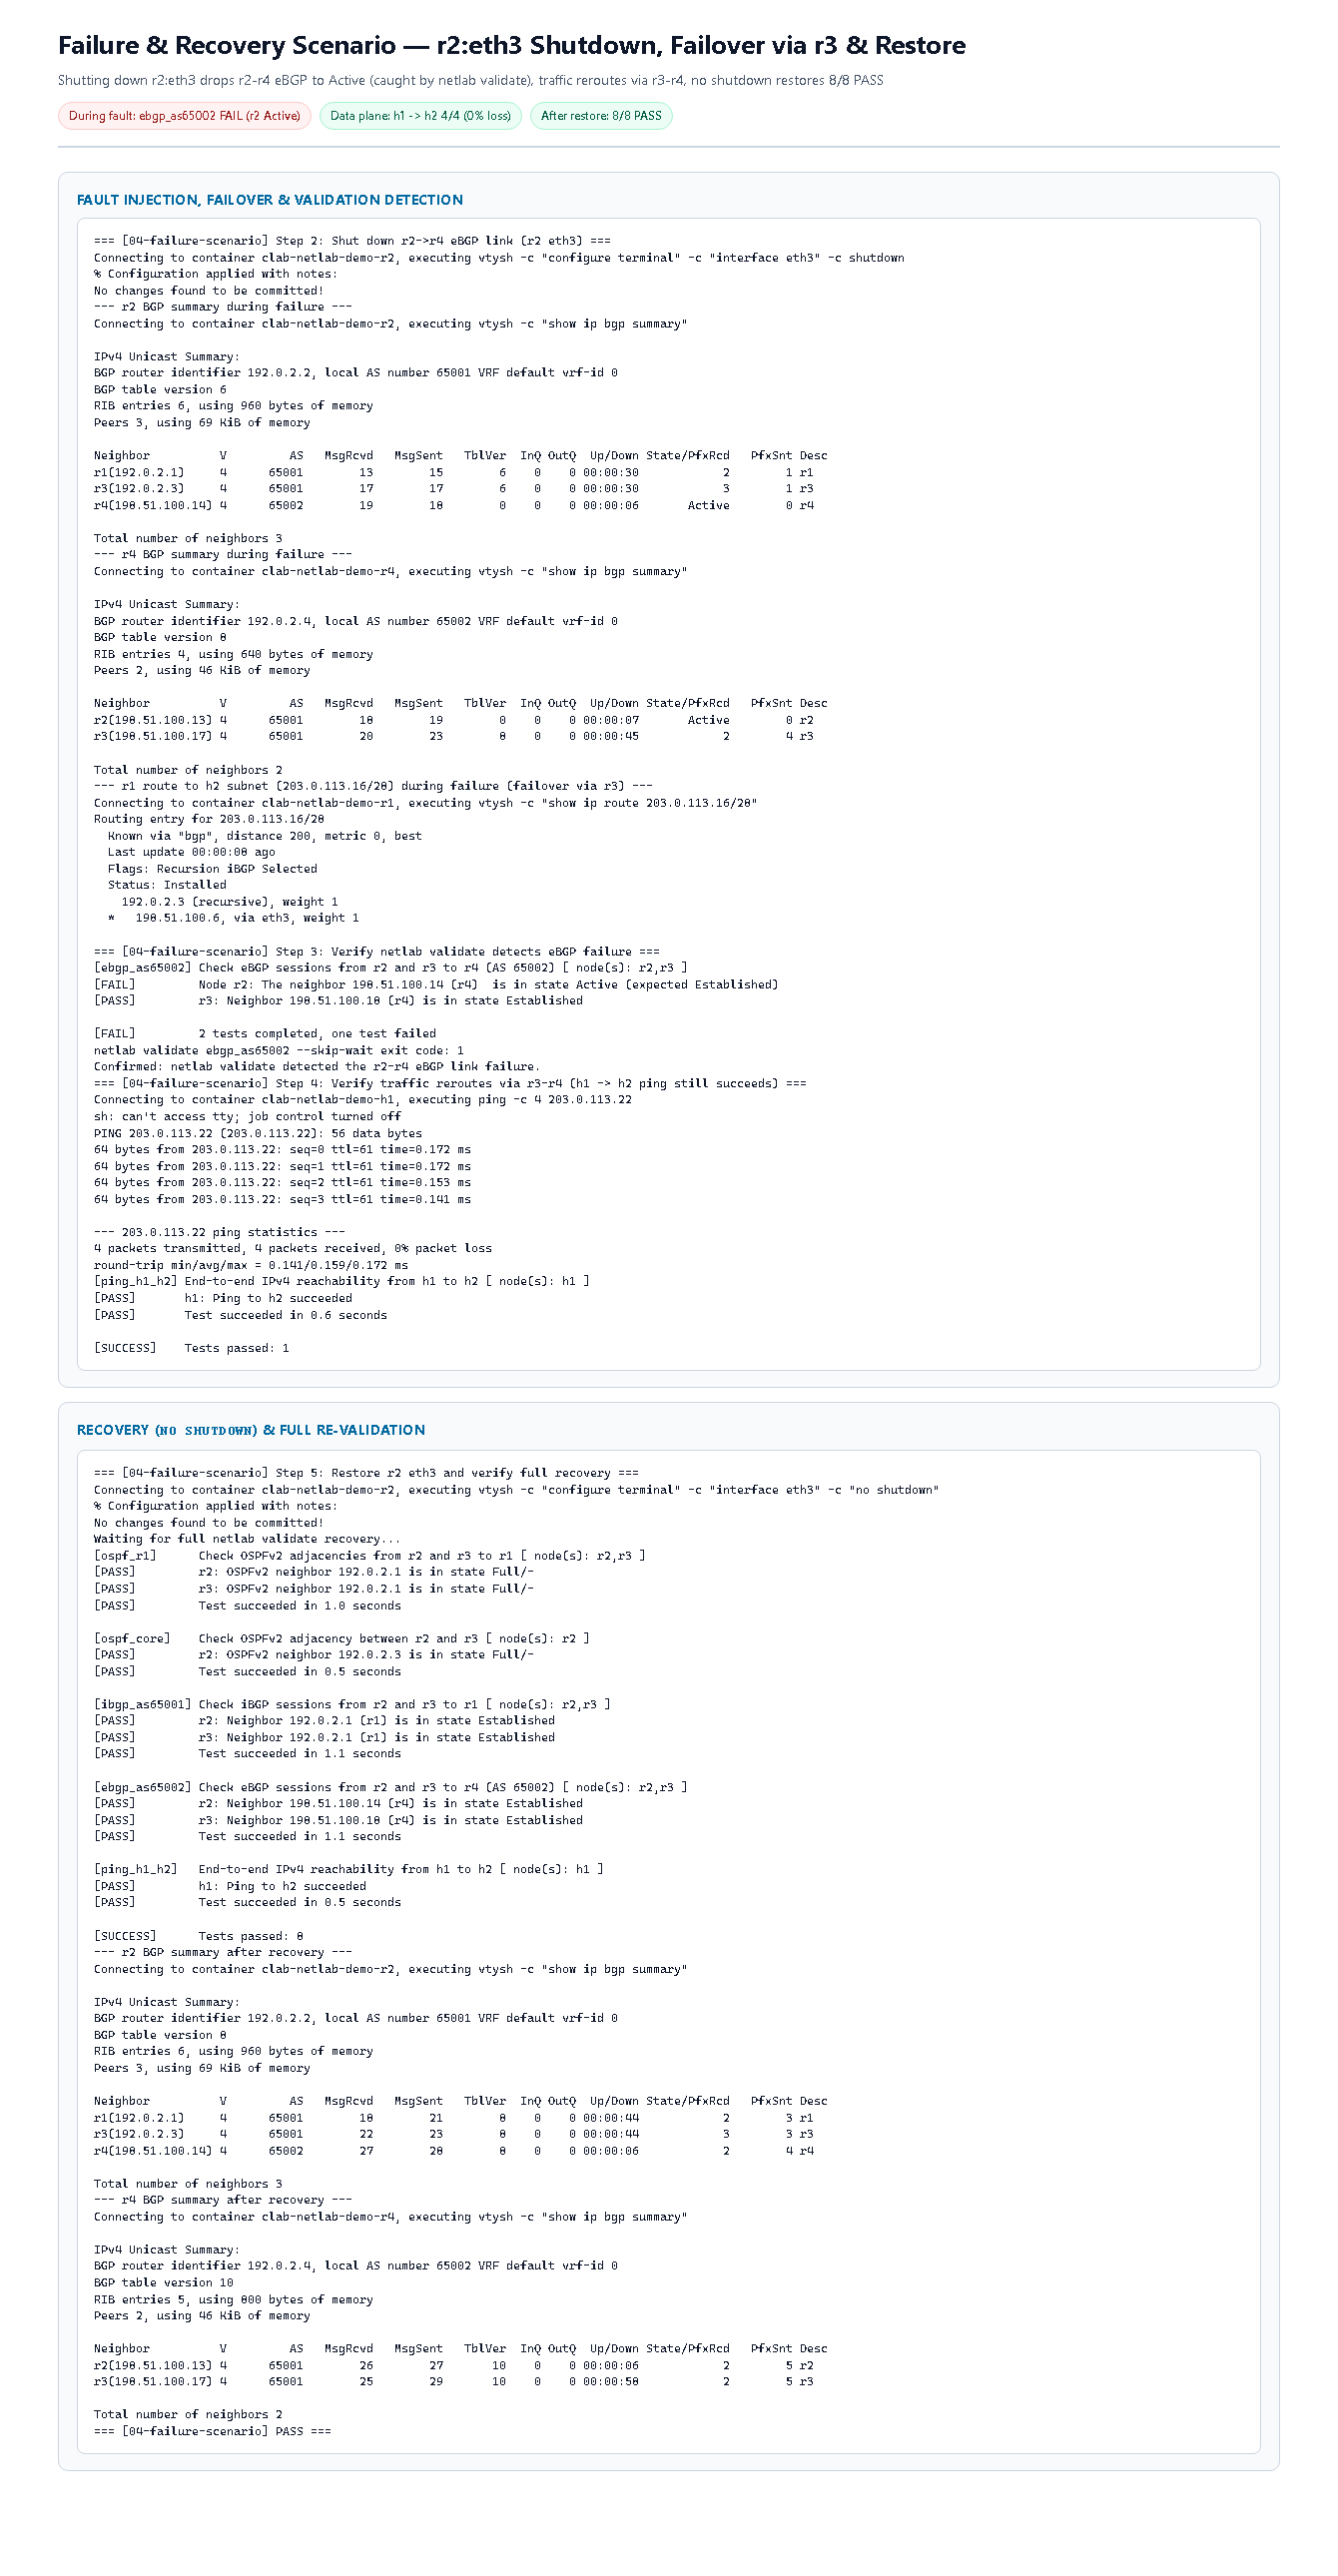 Failure & Recovery Scenario — r2:eth3 Shutdown, Failover via r3 & Restore
Shutting down r2:eth3 drops r2-r4 eBGP to Active (caught by netlab validate), traffic reroutes via r3-r4, no shutdown restores 8/8 PASS
During fault: ebgp_as65002 FAIL (r2 Active) Data plane: h1 -> h2 4/4 (0% loss) After restore: 8/8 PASS
FAULT INJECTION, FAILOVER & VALIDATION DETECTION
=== [04-failure-scenario] Step 2: Shut down r2->r4 eBGP link (r2 eth3) ===
Connecting to container clab-netlab-demo-r2, executing vtysh -c "configure terminal" -c "interface eth3" -c shutdown
% Configuration applied with notes:
No changes found to be committed!
--- r2 BGP summary during failure ---
Connecting to container clab-netlab-demo-r2, executing vtysh -c "show ip bgp summary"
IPv4 Unicast Summary:
BGP router identifier 192.0.2.2, local AS number 65001 VRF default vrf-id 0
BGP table version 6
RIB entries 6, using 960 bytes of memory
Peers 3, using 69 KiB of memory
Neighbor          V         AS   MsgRcvd   MsgSent   TblVer  InQ OutQ  Up/Down State/PfxRcd   PfxSnt Desc
r1(192.0.2.1)     4      65001        13        15        6    0    0 00:00:30            2        1 r1
r3(192.0.2.3)     4      65001        17        17        6    0    0 00:00:30            3        1 r3
r4(198.51.100.14) 4      65002        19        18        0    0    0 00:00:06       Active        0 r4
Total number of neighbors 3
--- r4 BGP summary during failure ---
Connecting to container clab-netlab-demo-r4, executing vtysh -c "show ip bgp summary"
IPv4 Unicast Summary:
BGP router identifier 192.0.2.4, local AS number 65002 VRF default vrf-id 0
BGP table version 8
RIB entries 4, using 640 bytes of memory
Peers 2, using 46 KiB of memory
Neighbor          V         AS   MsgRcvd   MsgSent   TblVer  InQ OutQ  Up/Down State/PfxRcd   PfxSnt Desc
r2(198.51.100.13) 4      65001        18        19        0    0    0 00:00:07       Active        0 r2
r3(198.51.100.17) 4      65001        20        23        8    0    0 00:00:45            2        4 r3
Total number of neighbors 2
--- r1 route to h2 subnet (203.0.113.16/28) during failure (failover via r3) ---
Connecting to container clab-netlab-demo-r1, executing vtysh -c "show ip route 203.0.113.16/28"
Routing entry for 203.0.113.16/28
  Known via "bgp", distance 200, metric 0, best
  Last update 00:00:08 ago
  Flags: Recursion iBGP Selected
  Status: Installed
    192.0.2.3 (recursive), weight 1
  *   198.51.100.6, via eth3, weight 1
=== [04-failure-scenario] Step 3: Verify netlab validate detects eBGP failure ===
[ebgp_as65002] Check eBGP sessions from r2 and r3 to r4 (AS 65002) [ node(s): r2,r3 ]
[FAIL]         Node r2: The neighbor 198.51.100.14 (r4)  is in state Active (expected Established)
[PASS]         r3: Neighbor 198.51.100.18 (r4) is in state Established
[FAIL]         2 tests completed, one test failed
netlab validate ebgp_as65002 --skip-wait exit code: 1
Confirmed: netlab validate detected the r2-r4 eBGP link failure.
=== [04-failure-scenario] Step 4: Verify traffic reroutes via r3-r4 (h1 -> h2 ping still succeeds) ===
Connecting to container clab-netlab-demo-h1, executing ping -c 4 203.0.113.22
sh: can't access tty; job control turned off
PING 203.0.113.22 (203.0.113.22): 56 data bytes
64 bytes from 203.0.113.22: seq=0 ttl=61 time=0.172 ms
64 bytes from 203.0.113.22: seq=1 ttl=61 time=0.172 ms
64 bytes from 203.0.113.22: seq=2 ttl=61 time=0.153 ms
64 bytes from 203.0.113.22: seq=3 ttl=61 time=0.141 ms
--- 203.0.113.22 ping statistics ---
4 packets transmitted, 4 packets received, 0% packet loss
round-trip min/avg/max = 0.141/0.159/0.172 ms
[ping_h1_h2] End-to-end IPv4 reachability from h1 to h2 [ node(s): h1 ]
[PASS]       h1: Ping to h2 succeeded
[PASS]       Test succeeded in 0.6 seconds
[SUCCESS]    Tests passed: 1
RECOVERY (NO SHUTDOWN) & FULL RE-VALIDATION
=== [04-failure-scenario] Step 5: Restore r2 eth3 and verify full recovery ===
Connecting to container clab-netlab-demo-r2, executing vtysh -c "configure terminal" -c "interface eth3" -c "no shutdown"
% Configuration applied with notes:
No changes found to be committed!
Waiting for full netlab validate recovery...
[ospf_r1]      Check OSPFv2 adjacencies from r2 and r3 to r1 [ node(s): r2,r3 ]
[PASS]         r2: OSPFv2 neighbor 192.0.2.1 is in state Full/-
[PASS]         r3: OSPFv2 neighbor 192.0.2.1 is in state Full/-
[PASS]         Test succeeded in 1.0 seconds
[ospf_core]    Check OSPFv2 adjacency between r2 and r3 [ node(s): r2 ]
[PASS]         r2: OSPFv2 neighbor 192.0.2.3 is in state Full/-
[PASS]         Test succeeded in 0.5 seconds
[ibgp_as65001] Check iBGP sessions from r2 and r3 to r1 [ node(s): r2,r3 ]
[PASS]         r2: Neighbor 192.0.2.1 (r1) is in state Established
[PASS]         r3: Neighbor 192.0.2.1 (r1) is in state Established
[PASS]         Test succeeded in 1.1 seconds
[ebgp_as65002] Check eBGP sessions from r2 and r3 to r4 (AS 65002) [ node(s): r2,r3 ]
[PASS]         r2: Neighbor 198.51.100.14 (r4) is in state Established
[PASS]         r3: Neighbor 198.51.100.18 (r4) is in state Established
[PASS]         Test succeeded in 1.1 seconds
[ping_h1_h2]   End-to-end IPv4 reachability from h1 to h2 [ node(s): h1 ]
[PASS]         h1: Ping to h2 succeeded
[PASS]         Test succeeded in 0.5 seconds
[SUCCESS]      Tests passed: 8
--- r2 BGP summary after recovery ---
Connecting to container clab-netlab-demo-r2, executing vtysh -c "show ip bgp summary"
IPv4 Unicast Summary:
BGP router identifier 192.0.2.2, local AS number 65001 VRF default vrf-id 0
BGP table version 8
RIB entries 6, using 960 bytes of memory
Peers 3, using 69 KiB of memory
Neighbor          V         AS   MsgRcvd   MsgSent   TblVer  InQ OutQ  Up/Down State/PfxRcd   PfxSnt Desc
r1(192.0.2.1)     4      65001        18        21        8    0    0 00:00:44            2        3 r1
r3(192.0.2.3)     4      65001        22        23        8    0    0 00:00:44            3        3 r3
r4(198.51.100.14) 4      65002        27        28        8    0    0 00:00:06            2        4 r4
Total number of neighbors 3
--- r4 BGP summary after recovery ---
Connecting to container clab-netlab-demo-r4, executing vtysh -c "show ip bgp summary"
IPv4 Unicast Summary:
BGP router identifier 192.0.2.4, local AS number 65002 VRF default vrf-id 0
BGP table version 10
RIB entries 5, using 800 bytes of memory
Peers 2, using 46 KiB of memory
Neighbor          V         AS   MsgRcvd   MsgSent   TblVer  InQ OutQ  Up/Down State/PfxRcd   PfxSnt Desc
r2(198.51.100.13) 4      65001        26        27       10    0    0 00:00:06            2        5 r2
r3(198.51.100.17) 4      65001        25        29       10    0    0 00:00:58            2        5 r3
Total number of neighbors 2
=== [04-failure-scenario] PASS ===